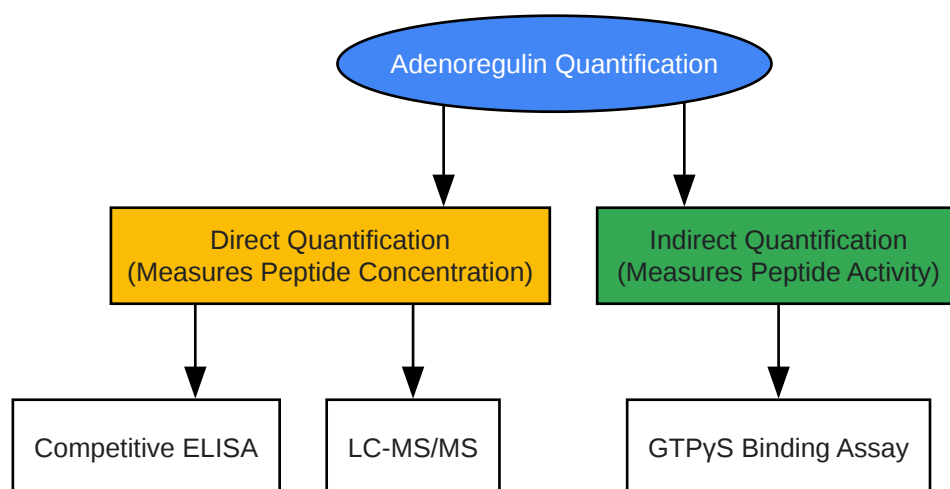 Adenoregulin Quantification
Direct Quantification
(Measures Peptide Concentration)
Indirect Quantification
(Measures Peptide Activity)
Competitive ELISA
LC-MS/MS
GTPγS Binding Assay